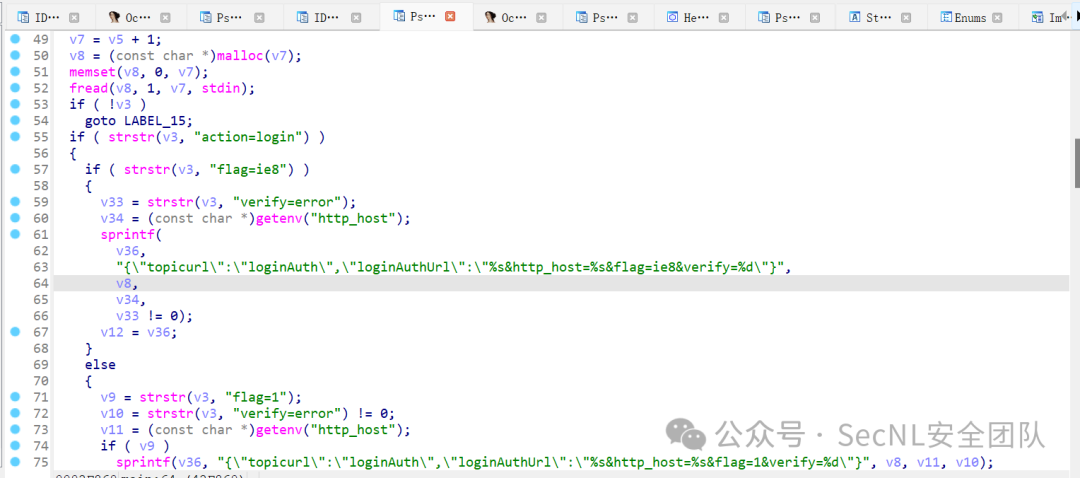 ID··· Oc··· Ps··· ID··· Ps··· Oc··· Ps··· He··· Ps··· St··· Enums Im
49 v7 = v5 + 1;
50 v8 = (const char *)malloc(v7);
51 memset(v8, 0, v7);
52 fread(v8, 1, v7, stdin);
53 if ( !v3 )
54 goto LABEL_15;
55 if ( strstr(v3, "action=login") )
56 {
57 if ( strstr(v3, "flag=ie8") )
58 {
59 v33 = strstr(v3, "verify=error");
60 v34 = (const char *)getenv("http_host");
61 sprintf(
62 v36,
63 "{\"topicurl\":\"loginAuth\",\"loginAuthUrl\":\"%s&http_host=%s&flag=ie8&verify=%d\"}",
64 v8,
65 v34,
66 v33 != 0);
67 v12 = v36;
68 }
69 else
70 {
71 v9 = strstr(v3, "flag=1");
72 v10 = strstr(v3, "verify=error") != 0;
73 v11 = (const char *)getenv("http_host");
74 if ( v9 )
75 sprintf(v36, "{\"topicurl\":\"loginAuth\",\"loginAuthUrl\":\"%s&http_host=%s&flag=1&verify=%d\"}", v8, v11, v10);
公众号 · SecNL安全团队